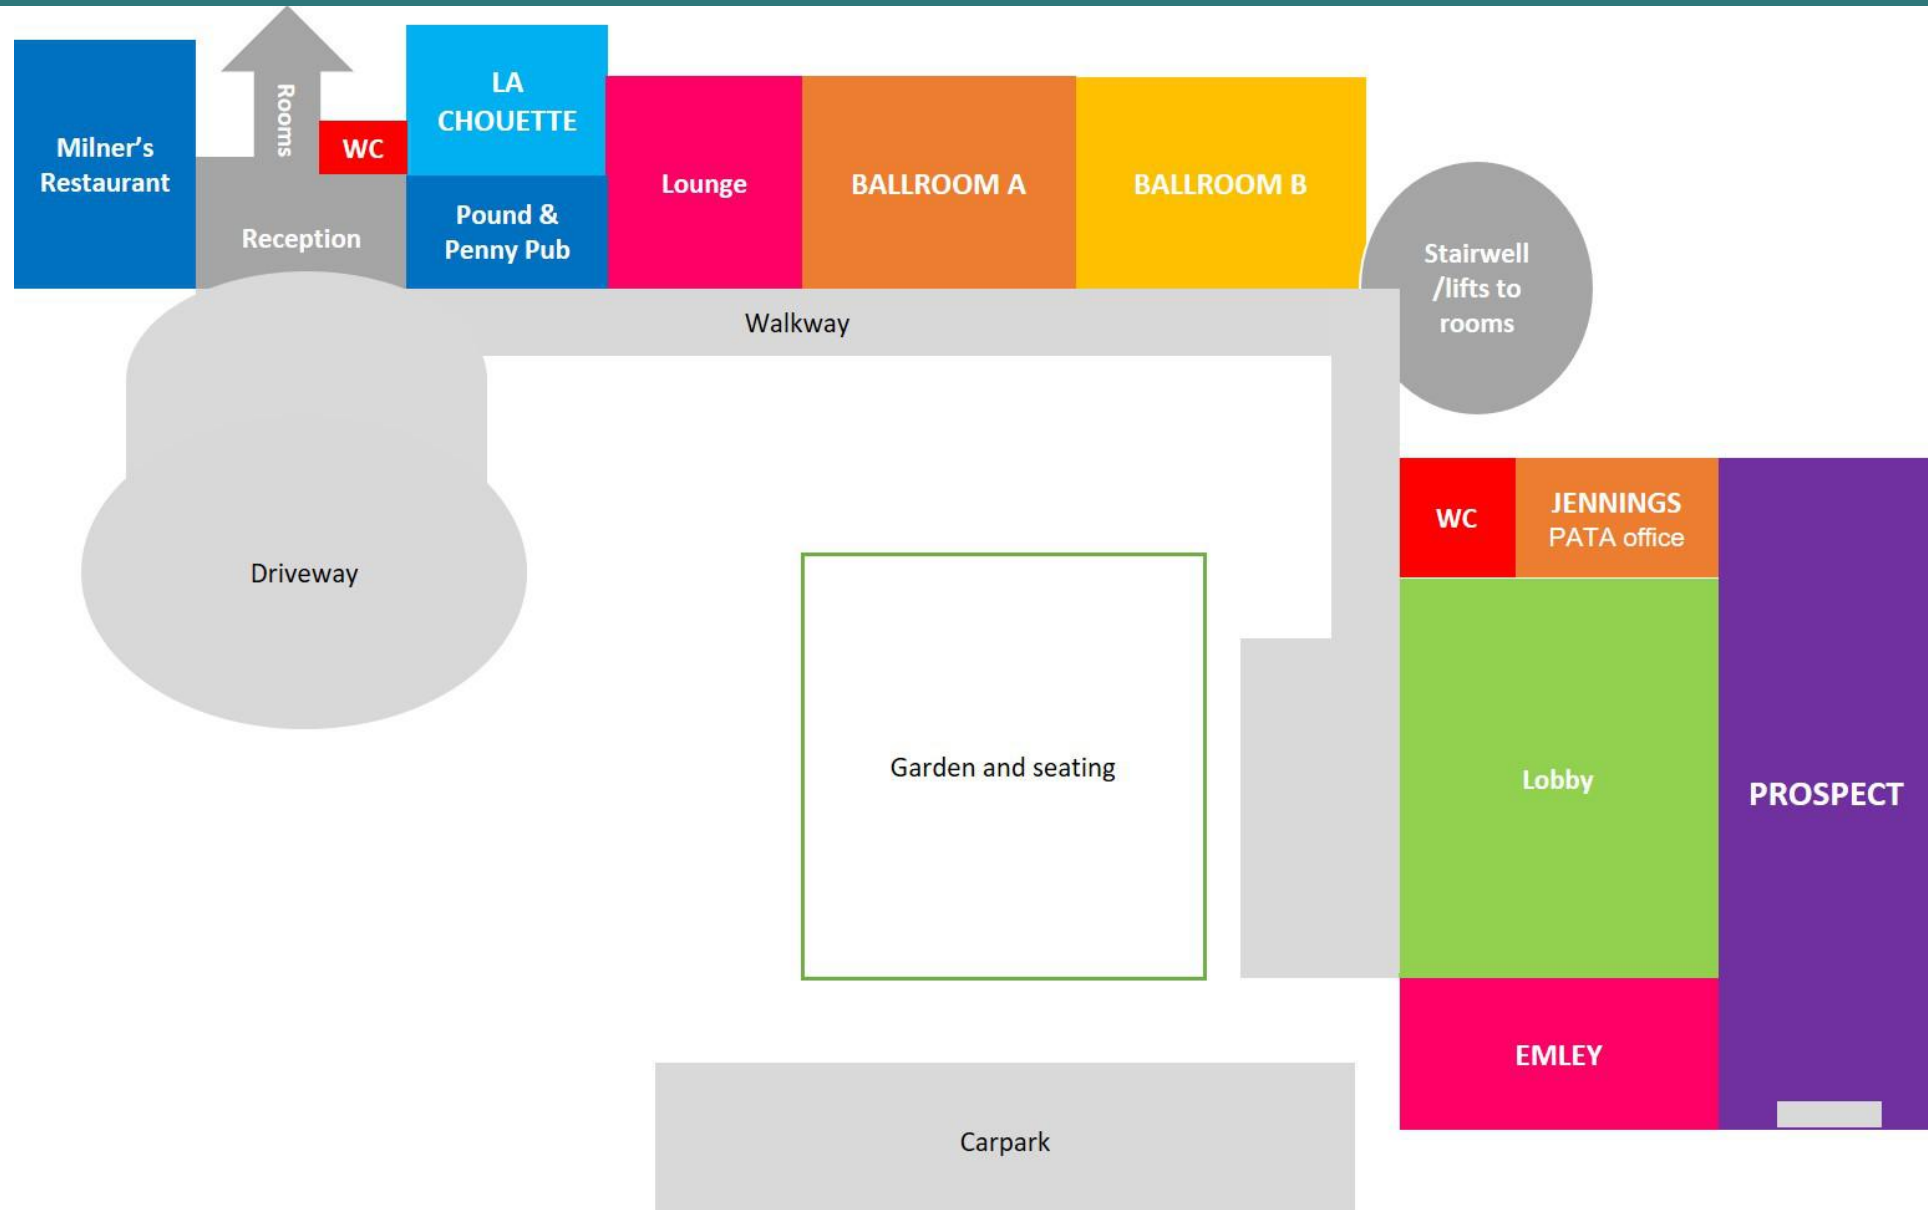 Milner’s
Restaurant
Rooms
WC
Reception
LA
CHOUETTE
Pound &
Penny Pub
Lounge
BALLROOM A
BALLROOM B
Stairwell
/lifts to
rooms
Walkway
Driveway
WC
JENNINGS
PATA office
Garden and seating
Lobby
PROSPECT
EMLEY
Carpark